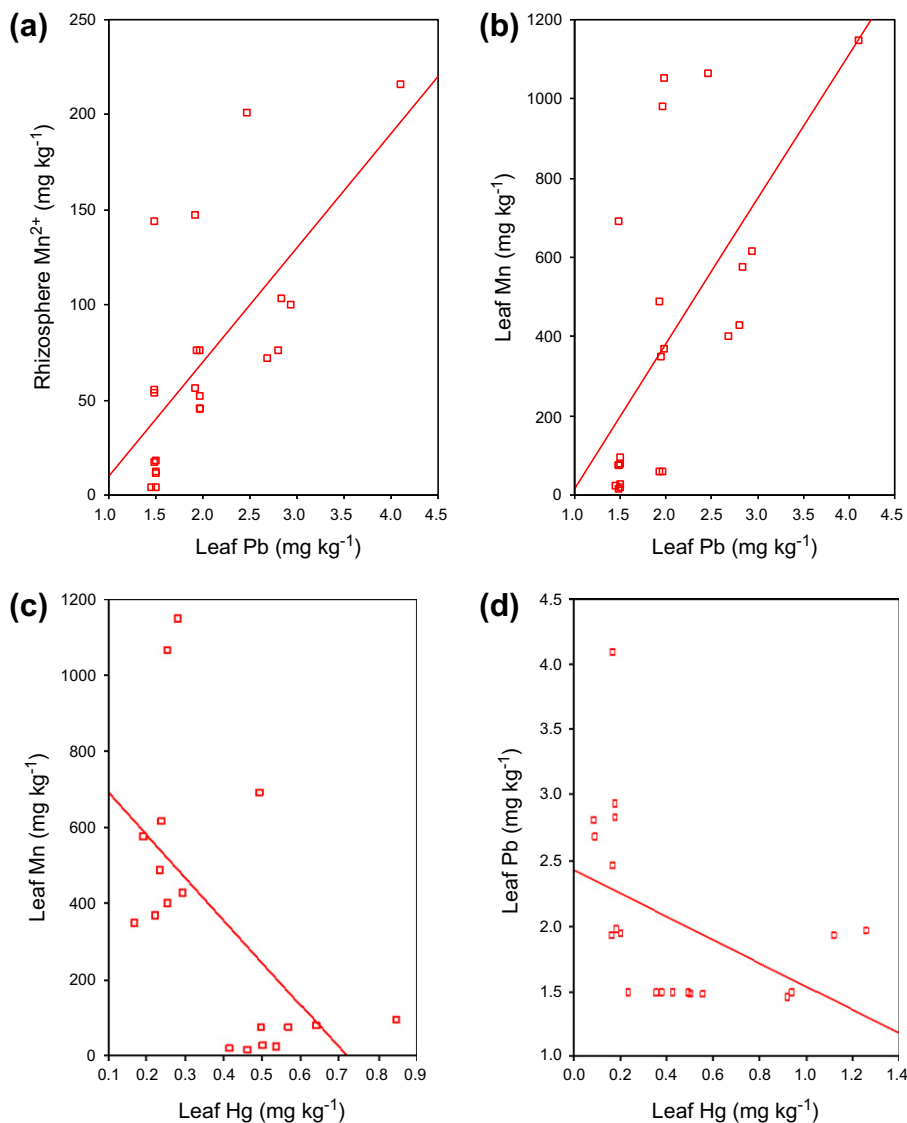 (a)
250
200
150
100
50
0
Rhizosphere Mn²⁺ (mg kg⁻¹)
1.0 1.5 2.0 2.5 3.0 3.5 4.0 4.5
Leaf Pb (mg kg⁻¹)
(b)
1200
1000
800
600
400
200
0
Leaf Mn (mg kg⁻¹)
1.0 1.5 2.0 2.5 3.0 3.5 4.0 4.5
Leaf Pb (mg kg⁻¹)
(c)
1200
1000
800
600
400
200
0
Leaf Mn (mg kg⁻¹)
0.1 0.2 0.3 0.4 0.5 0.6 0.7 0.8 0.9
Leaf Hg (mg kg⁻¹)
(d)
4.5
4.0
3.5
3.0
2.5
2.0
1.5
1.0
Leaf Pb (mg kg⁻¹)
0.0 0.2 0.4 0.6 0.8 1.0 1.2 1.4
Leaf Hg (mg kg⁻¹)